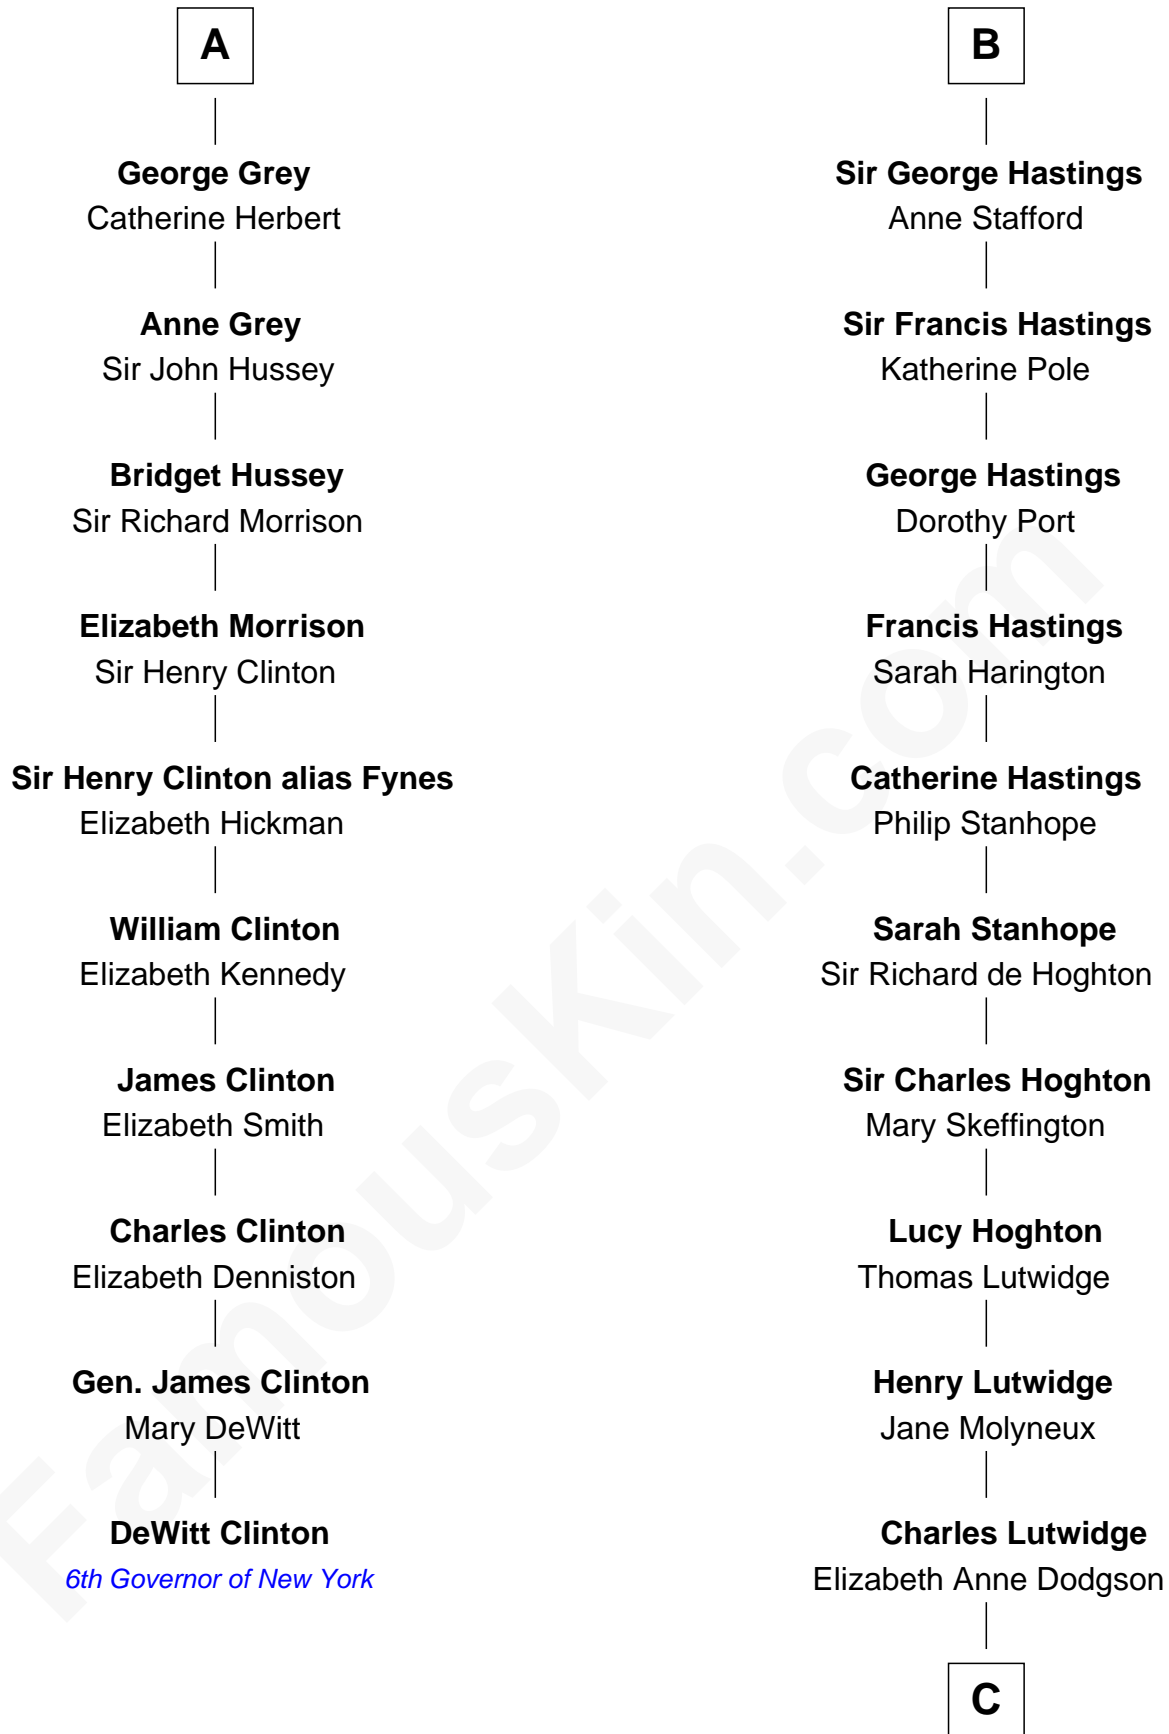 A
George Grey
Catherine Herbert
Anne Grey
Sir John Hussey
Bridget Hussey
Sir Richard Morrison
Elizabeth Morrison
Sir Henry Clinton
Sir Henry Clinton alias Fynes
Elizabeth Hickman
William Clinton
Elizabeth Kennedy
James Clinton
Elizabeth Smith
Charles Clinton
Elizabeth Denniston
Gen. James Clinton
Mary DeWitt
DeWitt Clinton
6th Governor of New York
B
Sir George Hastings
Anne Stafford
Sir Francis Hastings
Katherine Pole
George Hastings
Dorothy Port
Francis Hastings
Sarah Harington
Catherine Hastings
Philip Stanhope
Sarah Stanhope
Sir Richard de Hoghton
Sir Charles Hoghton
Mary Skeffington
Lucy Hoghton
Thomas Lutwidge
Henry Lutwidge
Jane Molyneux
Charles Lutwidge
Elizabeth Anne Dodgson
C
FamousKin.com